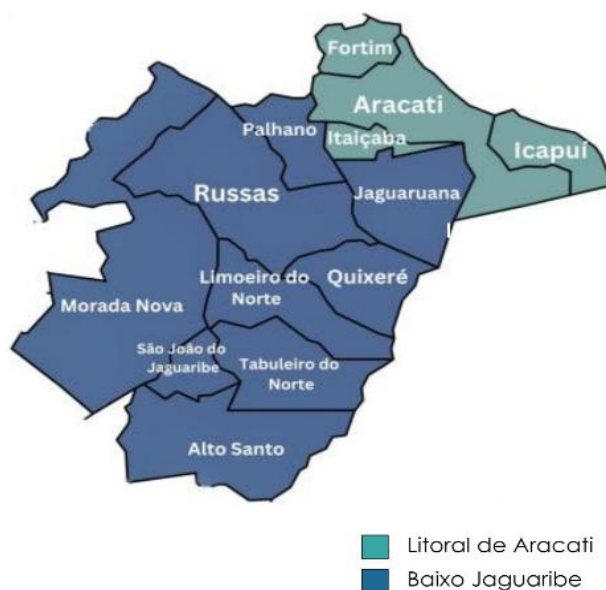 Fortim
Aracati
Palhano
Itaiçaba
Icapuí
Russas
Jaguaruana
Limoeiro do
Norte
Quixeré
Morada Nova
São João do
Jaguaribe
Tabuleiro do
Norte
Alto Santo
Litoral de Aracati
Baixo Jaguaribe